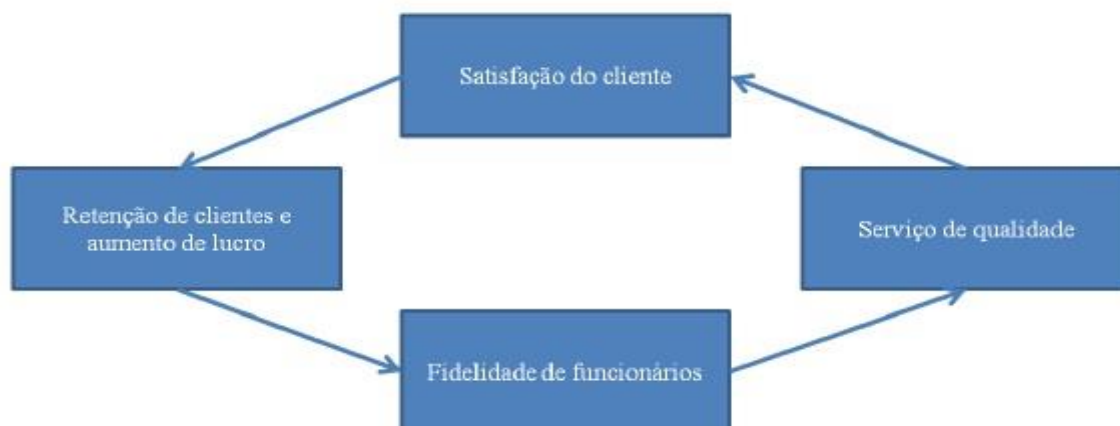 Satisfação do cliente
Retenção de clientes e
aumento de lucro
Serviço de qualidade
Fidelidade de funcionários